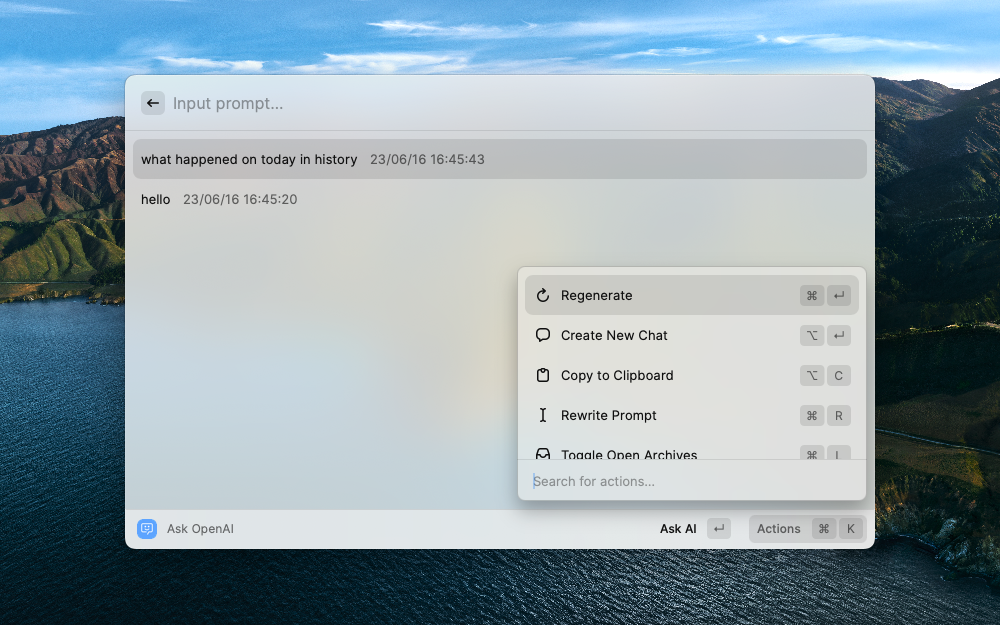 Input prompt...
what happened on today in history 23/06/16 16:45:43
hello 23/06/16 16:45:20
Regenerate ⌘ ↵
Create New Chat ⌥ ↵
Copy to Clipboard ⌥ C
Rewrite Prompt ⌘ R
Toggle Open Archives ⌘
Search for actions...
Ask OpenAI
Ask AI ↵ Actions ⌘ K